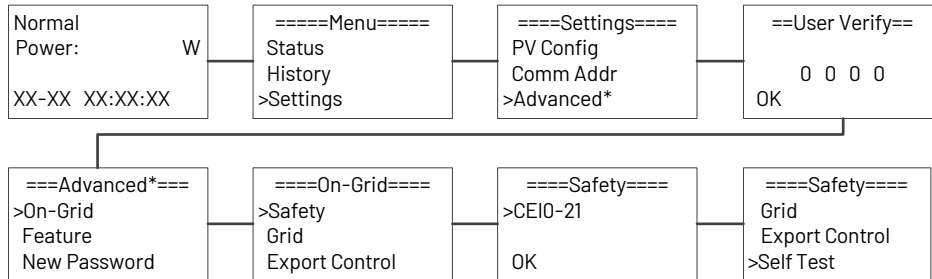 Normal
Power: W
XX-XX XX:XX:XX
=====Menu=====
Status
History
>Settings
====Settings====
PV Config
Comm Addr
>Advanced*
==User Verify==
0 0 0 0
OK
===Advanced*===
>On-Grid
Feature
New Password
====On-Grid====
>Safety
Grid
Export Control
====Safety====
>CEI0-21
OK
====Safety====
Grid
Export Control
>Self Test